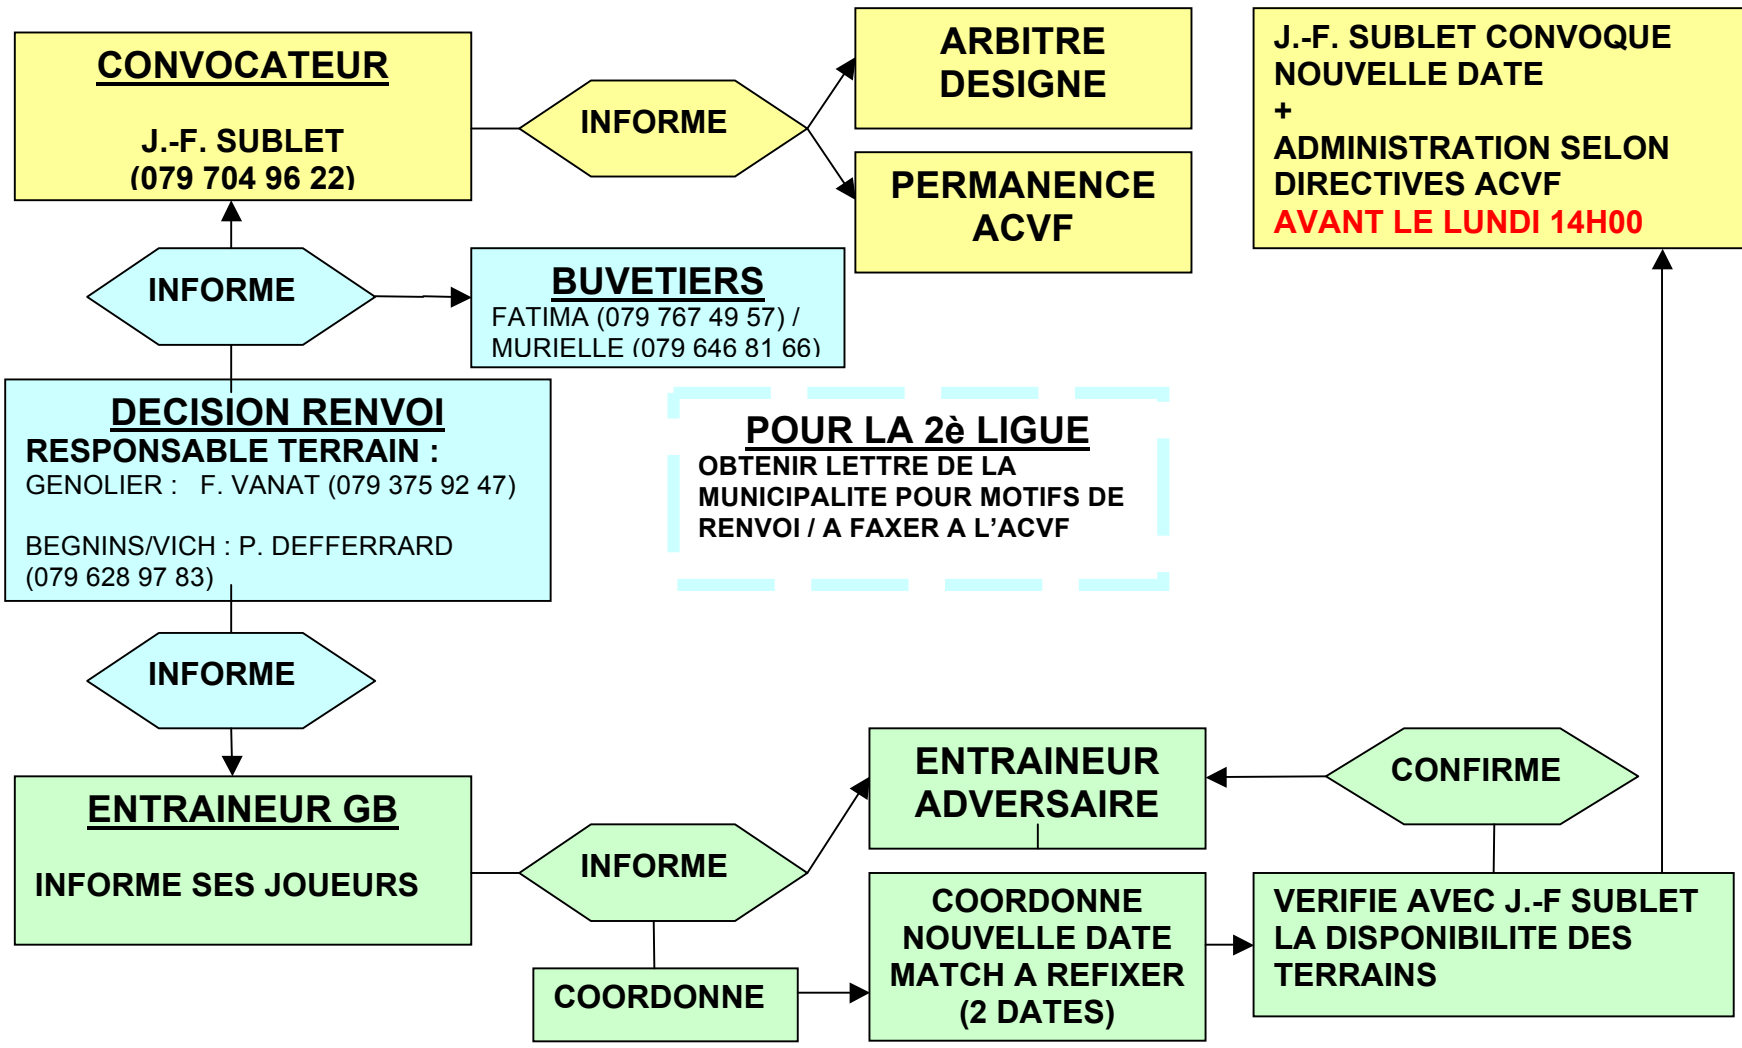 CONVOCATEUR
J.-F. SUBLET
(079 704 96 22)
INFORME
ARBITRE
DESIGNE
PERMANENCE
ACVF
J.-F. SUBLET CONVOQUE
NOUVELLE DATE
+
ADMINISTRATION SELON
DIRECTIVES ACVF
AVANT LE LUNDI 14H00
INFORME
BUVETIERS
FATIMA (079 767 49 57) /
MURIELLE (079 646 81 66)
DECISION RENVOI
RESPONSABLE TERRAIN :
GENOLIER : F. VANAT (079 375 92 47)
BEGNINS/VICH : P. DEFFERRARD
(079 628 97 83)
POUR LA 2è LIGUE
OBTENIR LETTRE DE LA
MUNICIPALITE POUR MOTIFS DE
RENVOI / A FAXER A L'ACVF
INFORME
ENTRAINEUR GB
INFORME SES JOUEURS
INFORME
ENTRAINEUR
ADVERSAIRE
CONFIRME
COORDONNE
COORDONNE
NOUVELLE DATE
MATCH A REFIXER
(2 DATES)
VERIFIE AVEC J.-F SUBLET
LA DISPONIBILITE DES
TERRAINS